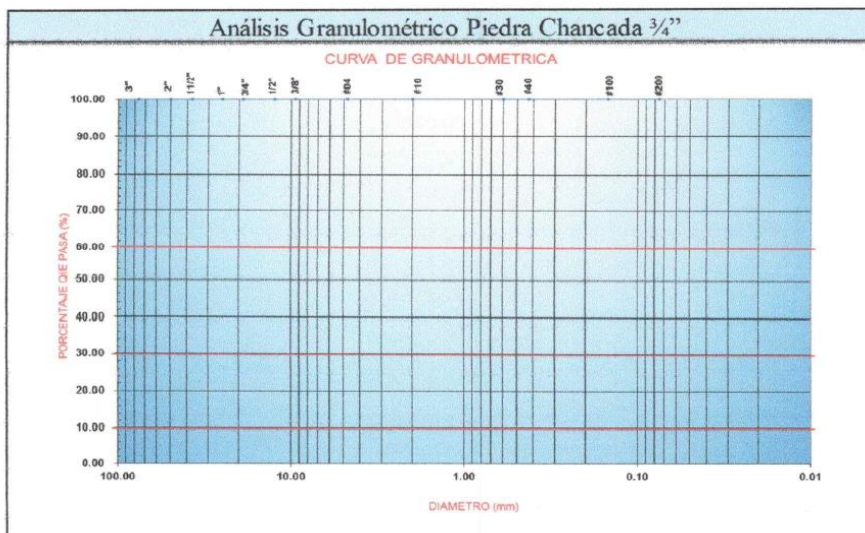 Análisis Granulométrico Piedra Chancada ¾”
CURVA DE GRANULOMETRICA
3" 2" 1 1/2" 1" 3/4" 1/2" 3/8" #04 #10 #30 #40 #100 #200
PORCENTAJE QIE PASA (%)
100.00
90.00
80.00
70.00
60.00
50.00
40.00
30.00
20.00
10.00
0.00
100.00 10.00 1.00 0.10 0.01
DIAMETRO (mm)